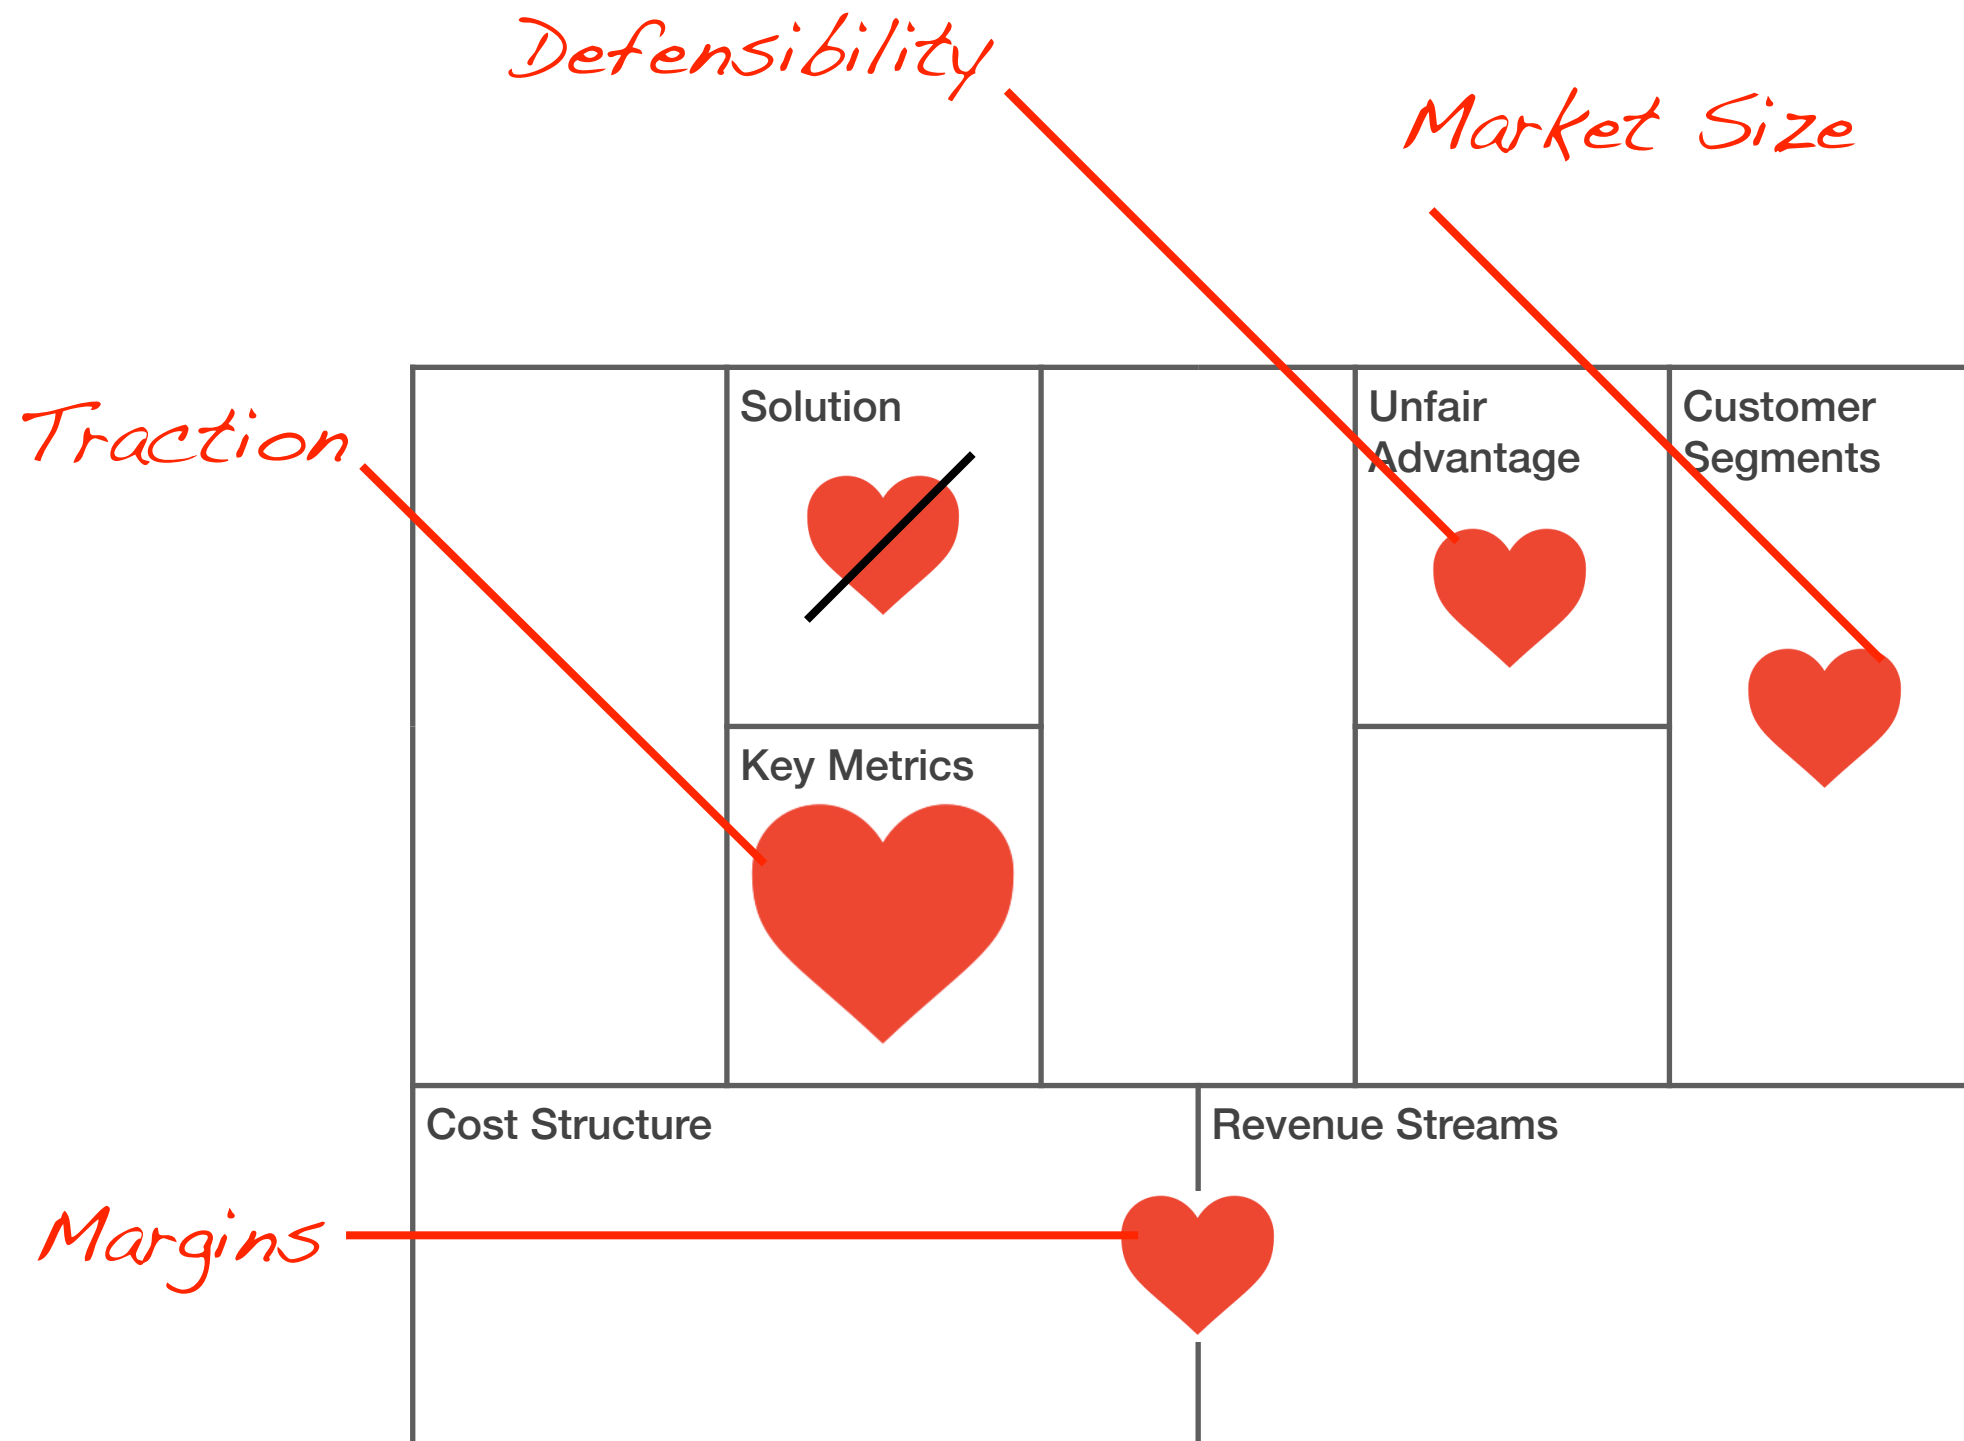 Defensibility
Market Size
Traction
Solution
Unfair
Advantage
Customer
Segments
Key Metrics
Cost Structure
Revenue Streams
Margins